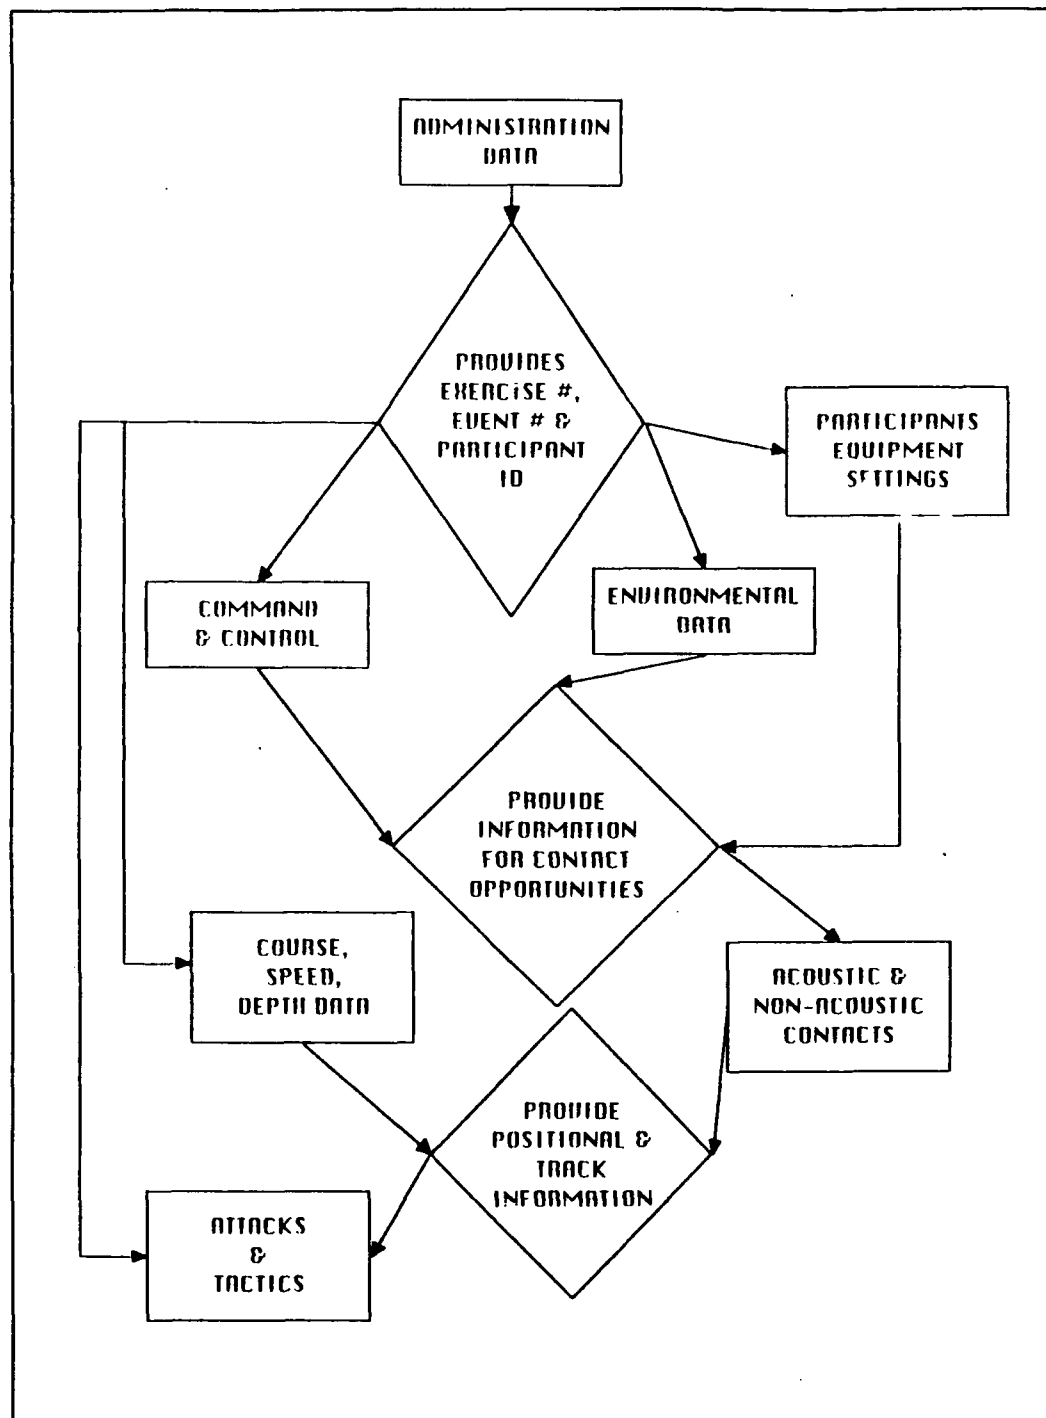 ADMINISTRATION
DATA
PROVIDES
EXERCISE #,
EVENT # &
PARTICIPANT
ID
PARTICIPANTS
EQUIPMENT
SETTINGS
COMMAND
& CONTROL
ENVIRONMENTAL
DATA
PROVIDE
INFORMATION
FOR CONTACT
OPPORTUNITIES
COURSE,
SPEED,
DEPTH DATA
ACOUSTIC &
NON-ACOUSTIC
CONTACTS
PROVIDE
POSITIONAL &
TRACK
INFORMATION
ATTACKS
&
TACTICS